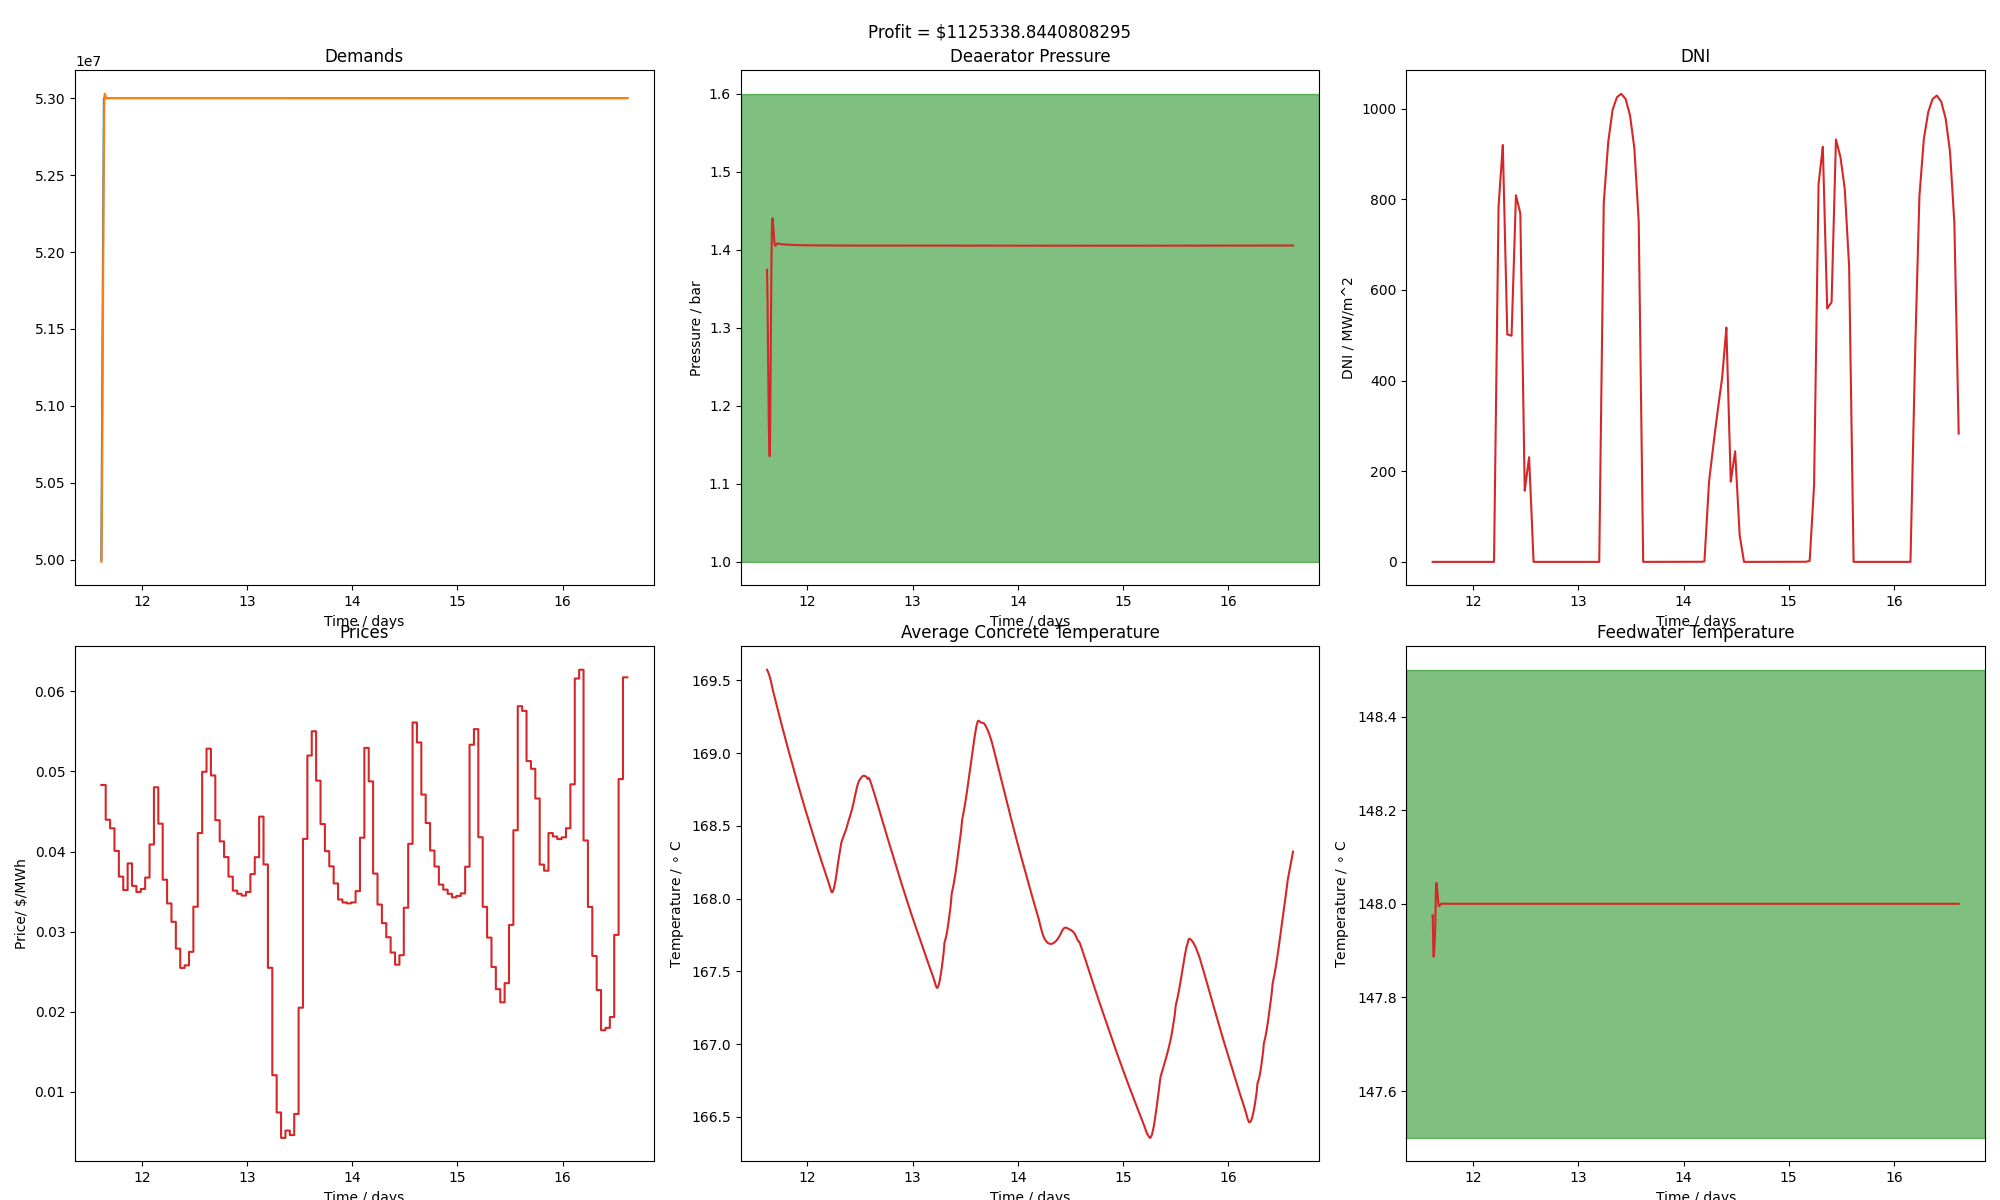 Profit = $1125338.8440808295
Demands
1e7
5.30
5.25
5.20
5.15
5.10
5.05
5.00
12 13 14 15 16
Time / days
Deaerator Pressure
Pressure / bar
1.6
1.5
1.4
1.3
1.2
1.1
1.0
12 13 14 15 16
Time / days
DNI
DNI / MW/m^2
1000
800
600
400
200
0
12 13 14 15 16
Time / days
Prices
Price/ $/MWh
0.06
0.05
0.04
0.03
0.02
0.01
12 13 14 15 16
Time / days
Average Concrete Temperature
Temperature / ∘ C
169.5
169.0
168.5
168.0
167.5
167.0
166.5
12 13 14 15 16
Time / days
Feedwater Temperature
Temperature / ∘ C
148.4
148.2
148.0
147.8
147.6
12 13 14 15 16
Time / days